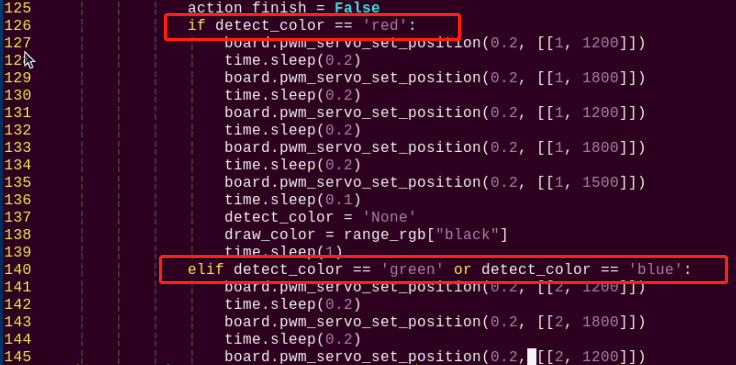 125 action_finish = False
126 if detect_color == 'red':
127 board.pwm_servo_set_position(0.2, [[1, 1200]])
128 time.sleep(0.2)
129 board.pwm_servo_set_position(0.2, [[1, 1800]])
130 time.sleep(0.2)
131 board.pwm_servo_set_position(0.2, [[1, 1200]])
132 time.sleep(0.2)
133 board.pwm_servo_set_position(0.2, [[1, 1800]])
134 time.sleep(0.2)
135 board.pwm_servo_set_position(0.2, [[1, 1500]])
136 time.sleep(0.1)
137 detect_color = 'None'
138 draw_color = range_rgb["black"]
139 time.sleep(1)
140 elif detect_color == 'green' or detect_color == 'blue':
141 board.pwm_servo_set_position(0.2, [[2, 1200]])
142 time.sleep(0.2)
143 board.pwm_servo_set_position(0.2, [[2, 1800]])
144 time.sleep(0.2)
145 board.pwm_servo_set_position(0.2, [[2, 1200]])